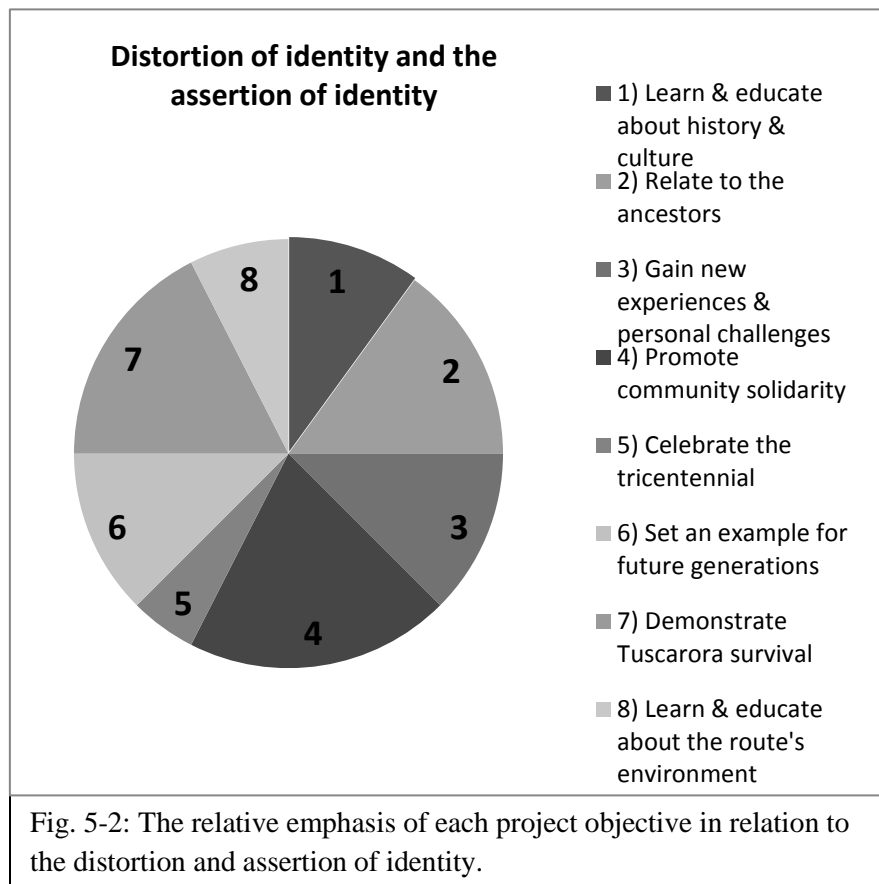 Distortion of identity and the
assertion of identity
1) Learn & educate
about history &
culture
2) Relate to the
ancestors
3) Gain new
experiences &
personal challenges
4) Promote
community solidarity
5) Celebrate the
tricentennial
6) Set an example for
future generations
7) Demonstrate
Tuscarora survival
8) Learn & educate
about the route's
environment
1
2
3
4
5
6
7
8
Fig. 5-2: The relative emphasis of each project objective in relation to
the distortion and assertion of identity.